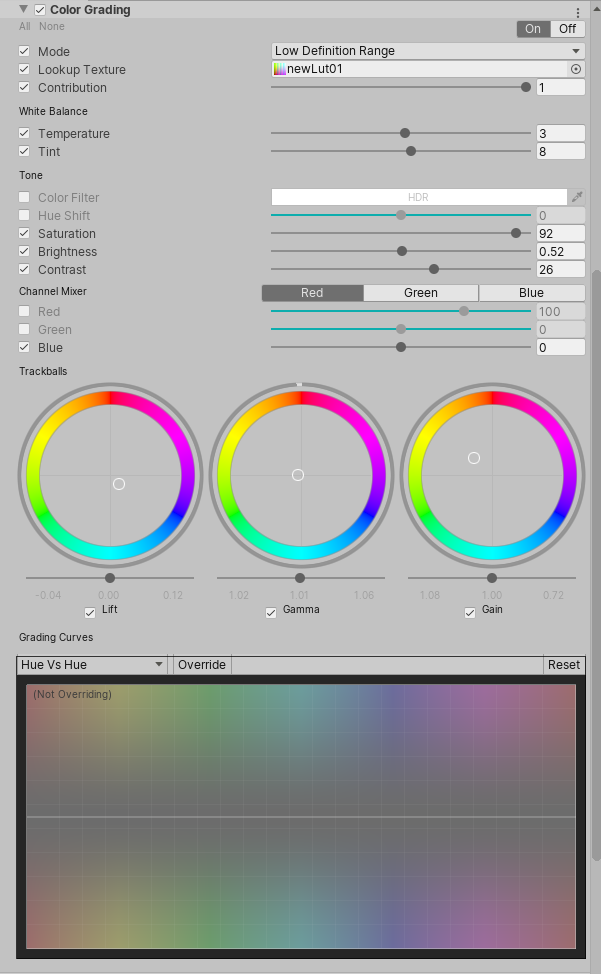 Color Grading
All None On Off
Mode Low Definition Range
Lookup Texture newLut01
Contribution 1
White Balance
Temperature 3
Tint 8
Tone
Color Filter HDR
Hue Shift 0
Saturation 92
Brightness 0.52
Contrast 26
Channel Mixer Red Green Blue
Red 100
Green 0
Blue 0
Trackballs
-0.04 0.00 0.12 1.02 1.01 1.06 1.08 1.00 0.72
Lift Gamma Gain
Grading Curves
Hue Vs Hue Override Reset
(Not Overriding)